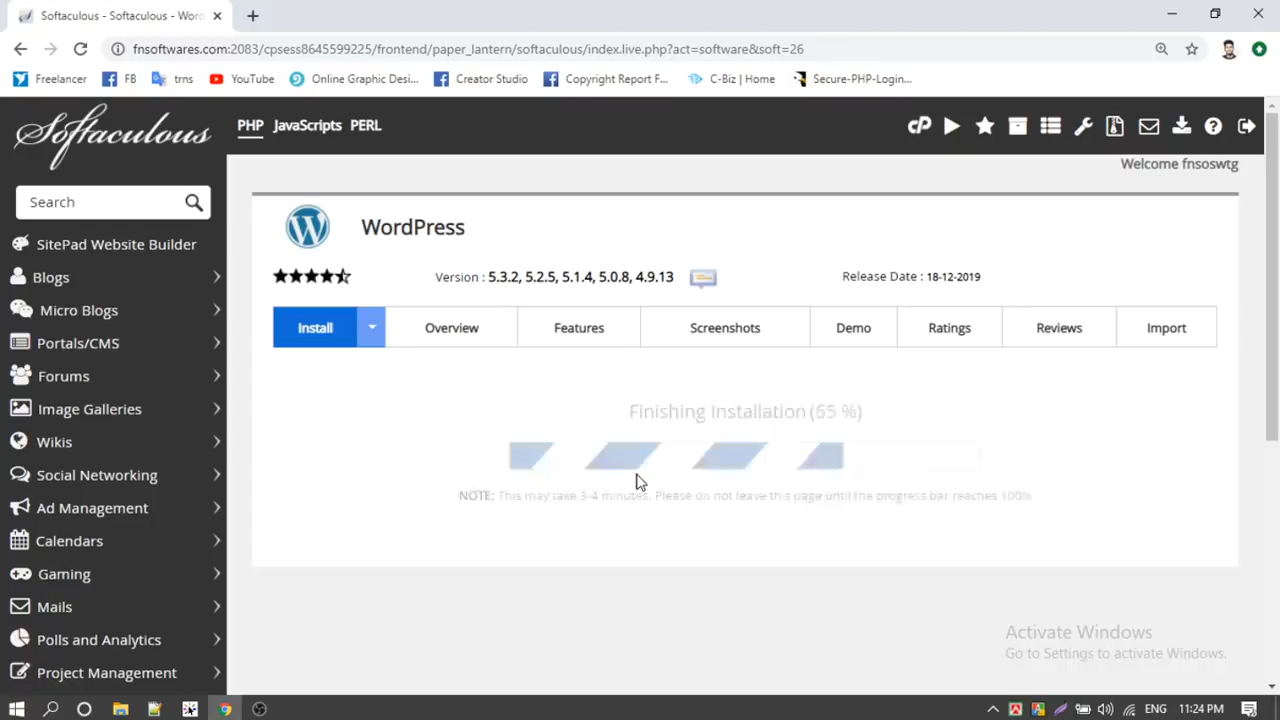 Softaculous - Softaculous - Wor
fnsoftwares.com:2083/cpsess8645599225/frontend/paper_lantern/softaculous/index.live.php?act=software&soft=26
Freelancer
FB
trns
YouTube
Online Graphic Desi...
Creator Studio
Copyright Report F...
C-Biz | Home
Secure-PHP-Login...
Softaculous
PHP JavaScripts PERL
cP
Welcome fnsoswtg
Search
SitePad Website Builder
Blogs
Micro Blogs
Portals/CMS
Forums
Image Galleries
Wikis
Social Networking
Ad Management
Calendars
Gaming
Mails
Polls and Analytics
Project Management
WordPress
Version : 5.3.2, 5.2.5, 5.1.4, 5.0.8, 4.9.13
Release Date : 18-12-2019
Install
Overview
Features
Screenshots
Demo
Ratings
Reviews
Import
Finishing Installation (65 %)
NOTE: This may take 3-4 minutes. Please do not leave this page until the progress bar reaches 100%
Activate Windows
Go to Settings to activate Windows.
ENG 11:24 PM